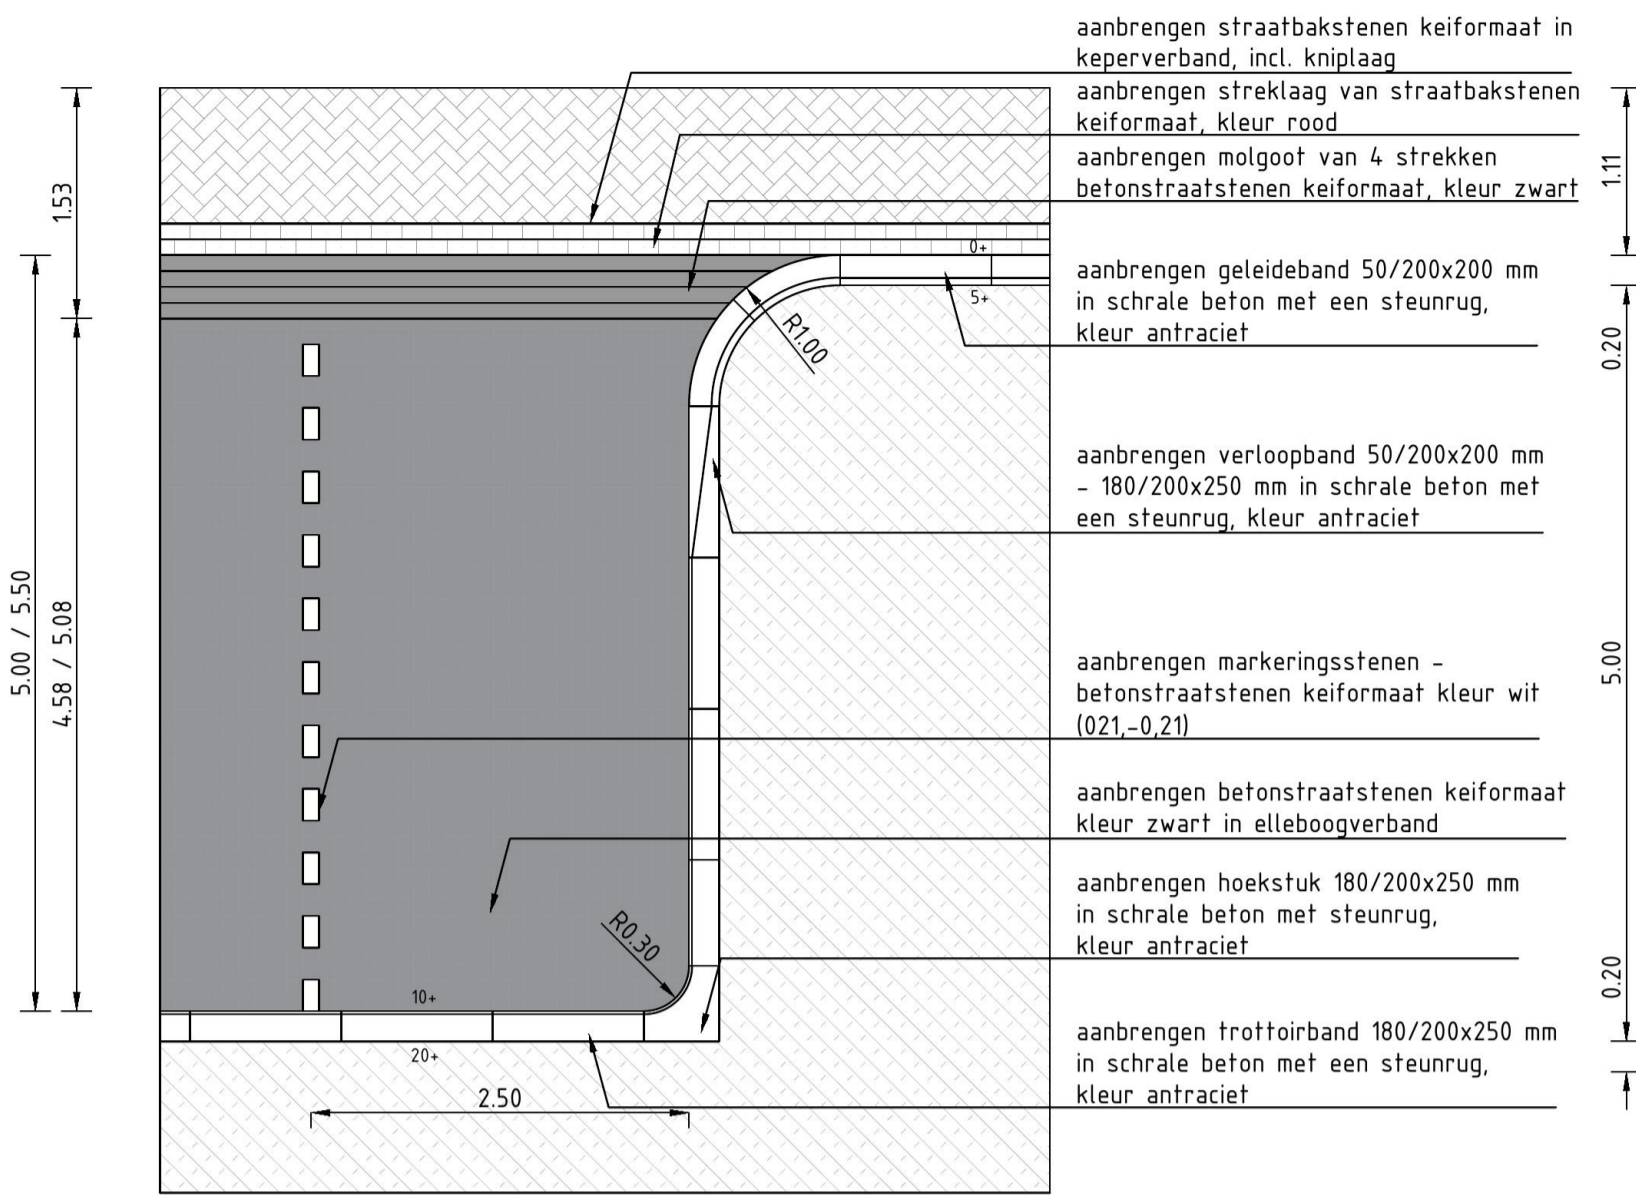 aanbrengen straatbakstenen keiformaat in
keperverband, incl. kniplaag
aanbrengen streklaag van straatbakstenen
keiformaat, kleur rood
aanbrengen molgoot van 4 strekken
betonstraatstenen keiformaat, kleur zwart
aanbrengen geleideband 50/200x200 mm
in schrale beton met een steunrug,
kleur antraciet
aanbrengen verloopband 50/200x200 mm
- 180/200x250 mm in schrale beton met
een steunrug, kleur antraciet
aanbrengen markeringsstenen -
betonstraatstenen keiformaat kleur wit
(021,-0,21)
aanbrengen betonstraatstenen keiformaat
kleur zwart in elleboogverband
aanbrengen hoekstuk 180/200x250 mm
in schrale beton met steunrug,
kleur antraciet
aanbrengen trottoirband 180/200x250 mm
in schrale beton met een steunrug,
kleur antraciet
1.53
5.00 / 5.50
4.58 / 5.08
0+
5+
R1.00
R0.30
10+
20+
2.50
1.11
0.20
5.00
0.20